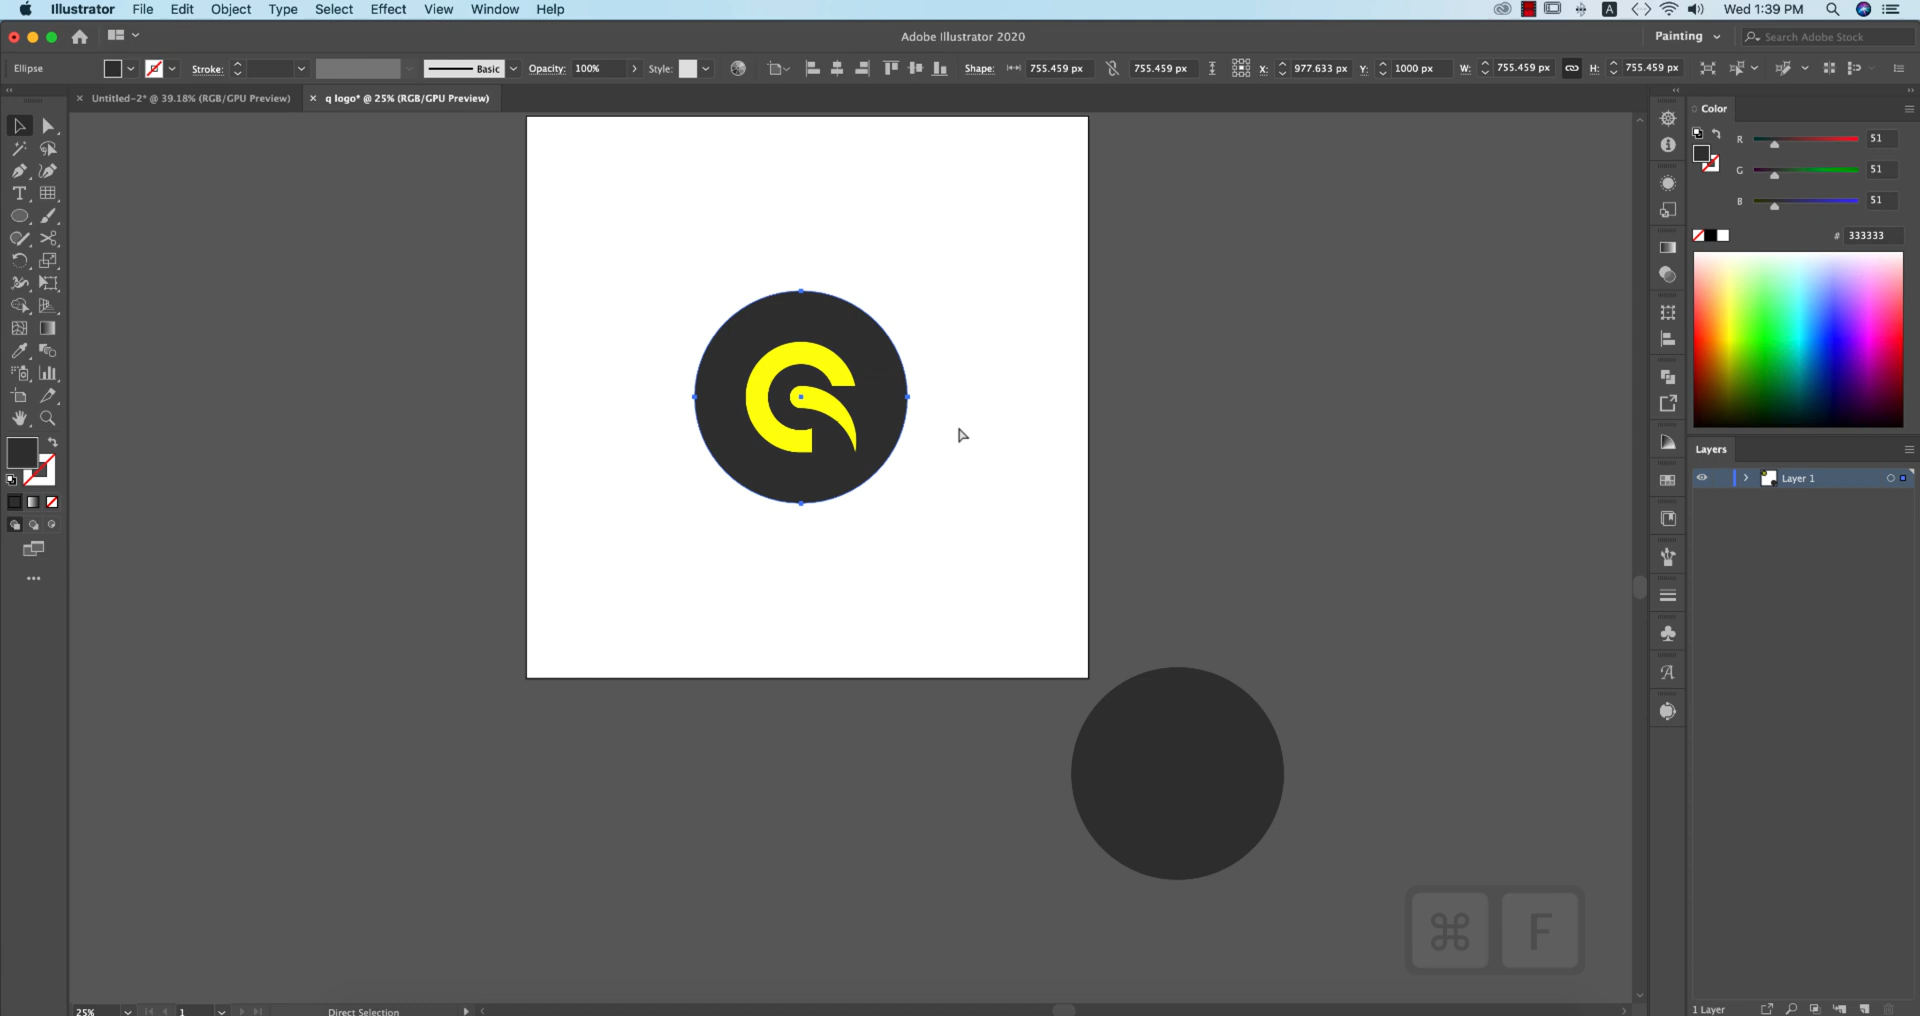 Illustrator File Edit Object Type Select Effect View Window Help A Wed 1:39 PM
Adobe Illustrator 2020 Painting Search Adobe Stock
Ellipse Stroke: Basic Opacity: 100% Style: Shape: 755.459 px 755.459 px X: 977.633 px Y: 1000 px W: 755.459 px H: 755.459 px
× Untitled-2* @ 39.18% (RGB/GPU Preview) × q logo* @ 25% (RGB/GPU Preview)
Color
R 51
G 51
B 51
# 333333
Layers
Layer 1
⌘ F
25% 1 Direct Selection 1 Layer